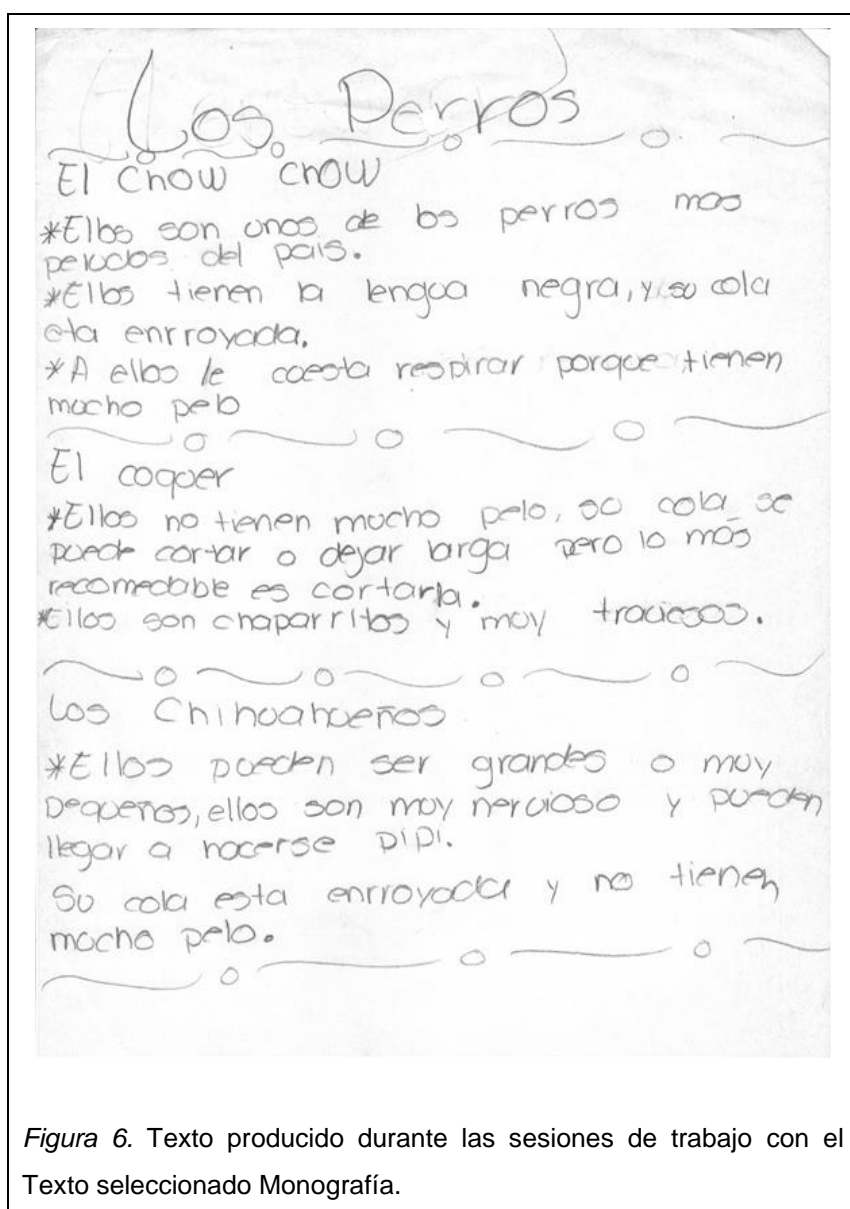 Los Perros
El Chow chow
*Ellos son unos de los perros mas
peludos del pais.
*Ellos tienen la lengua negra, y su cola
eta enrroyada.
*A ellos le cuesta respirar porque tienen
mucho pelo
El coquer
*Ellos no tienen mucho pelo, su cola se
puede cortar o dejar larga pero lo más
recomedable es cortarla.
*Ellos son chaparritos y muy traviesos.
Los Chihuahueños
*Ellos pueden ser grandes o muy
pequeños, ellos son muy nervioso y pueden
llegar a hacerse pipi.
Su cola esta enrroyada y no tienen
mucho pelo.
Figura 6. Texto producido durante las sesiones de trabajo con el
Texto seleccionado Monografía.